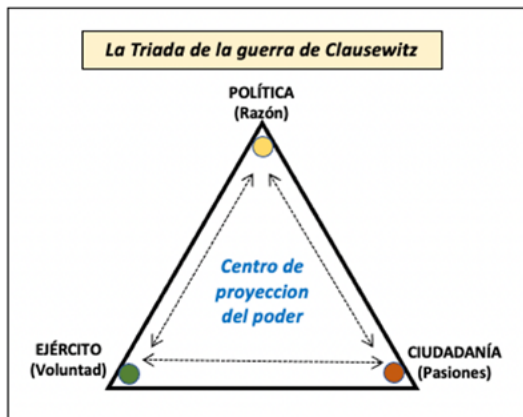 La Triada de la guerra de Clausewitz
POLÍTICA
(Razón)
Centro de
proyeccion
del poder
EJÉRCITO
(Voluntad)
CIUDADANÍA
(Pasiones)